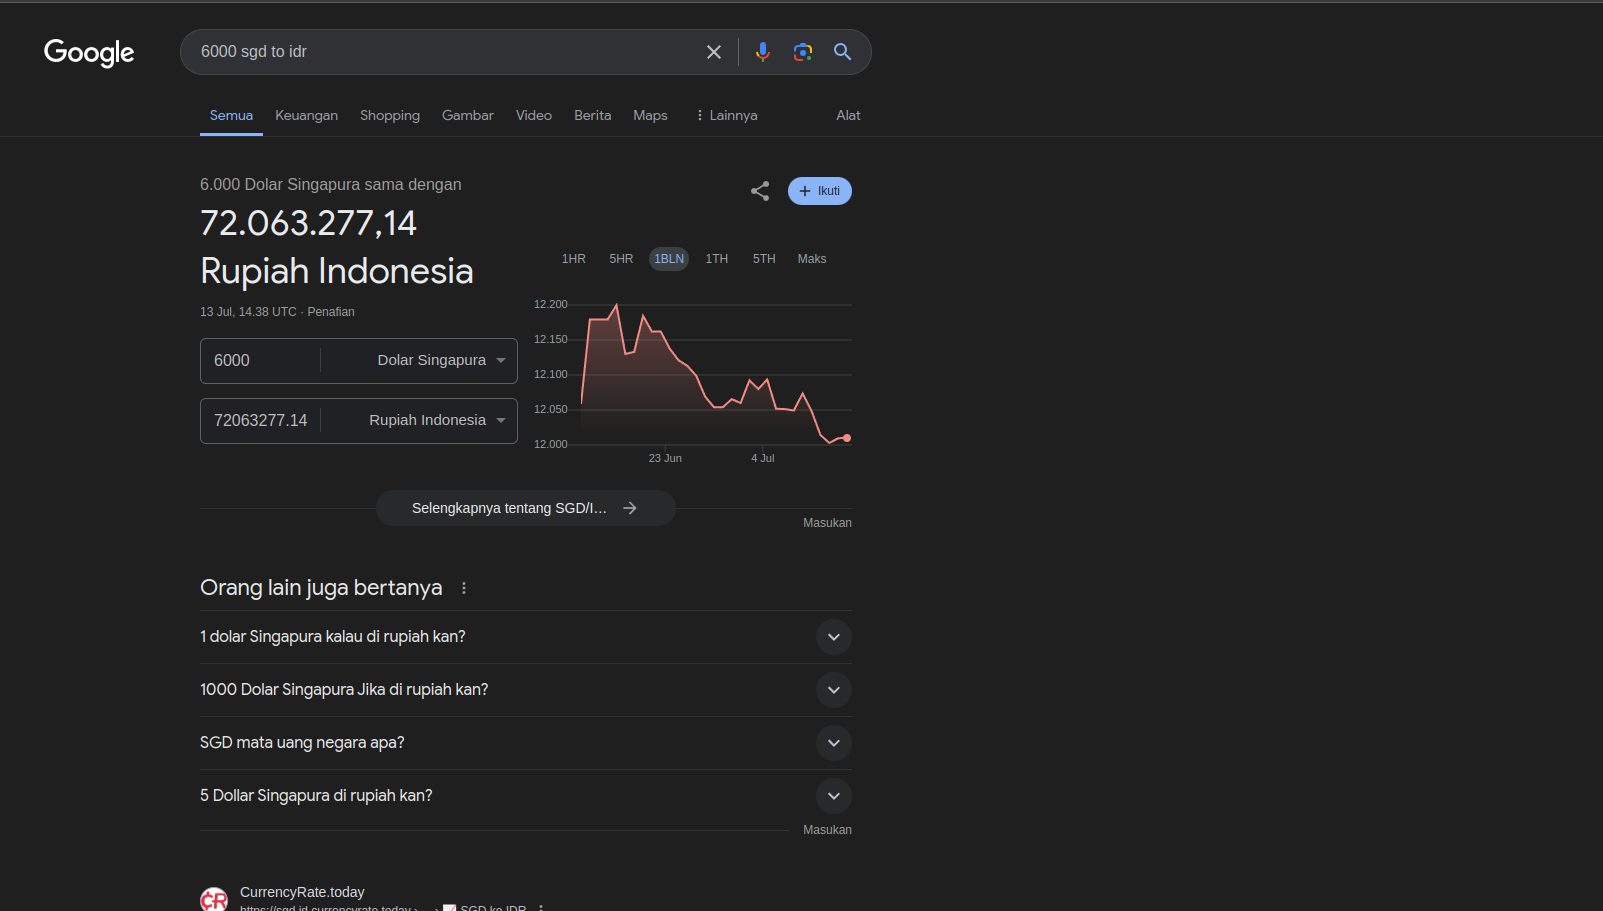 Google
6000 sgd to idr
Semua Keuangan Shopping Gambar Video Berita Maps Lainnya Alat
6.000 Dolar Singapura sama dengan
72.063.277,14
Rupiah Indonesia
Ikuti
13 Jul, 14.38 UTC · Penafian
6000 Dolar Singapura
72063277.14 Rupiah Indonesia
1HR 5HR 1BLN 1TH 5TH Maks
12.200
12.150
12.100
12.050
12.000
23 Jun 4 Jul
Selengkapnya tentang SGD/I...
Masukan
Orang lain juga bertanya
1 dolar Singapura kalau di rupiah kan?
1000 Dolar Singapura Jika di rupiah kan?
SGD mata uang negara apa?
5 Dollar Singapura di rupiah kan?
Masukan
CR
CurrencyRate.today
https://sgd.id.currencyrate.today › ... › SGD ke IDR